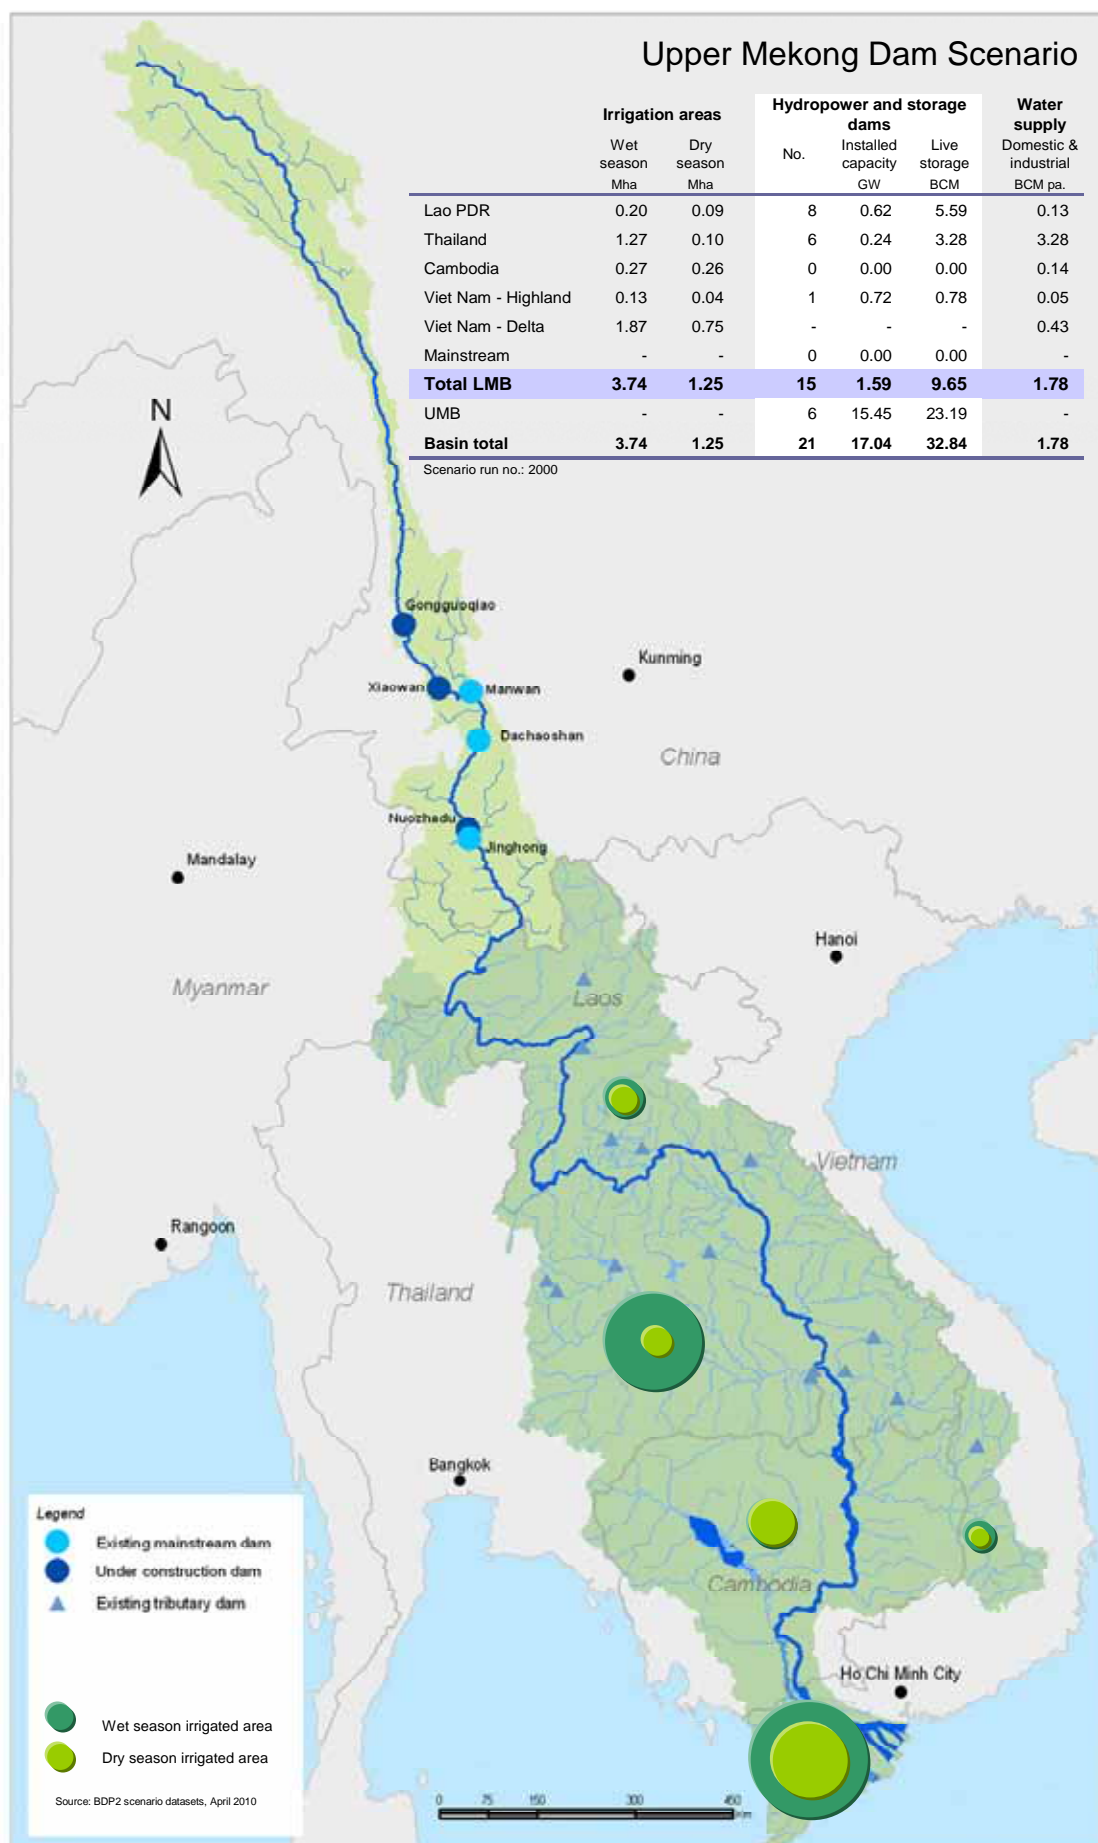 Upper Mekong Dam Scenario
Irrigation areas Hydropower and storage dams Water supply
Wet season Dry season No. Installed capacity Live storage Domestic & industrial
Mha Mha GW BCM BCM pa.
Lao PDR 0.20 0.09 8 0.62 5.59 0.13
Thailand 1.27 0.10 6 0.24 3.28 3.28
Cambodia 0.27 0.26 0 0.00 0.00 0.14
Viet Nam - Highland 0.13 0.04 1 0.72 0.78 0.05
Viet Nam - Delta 1.87 0.75 - - - 0.43
Mainstream - - 0 0.00 0.00 -
Total LMB 3.74 1.25 15 1.59 9.65 1.78
UMB - - 6 15.45 23.19 -
Basin total 3.74 1.25 21 17.04 32.84 1.78
Scenario run no.: 2000
N
Gongguoqiao
Kunming
Xiaowan
Manwan
Dachaoshan
China
Nuozhadu
Jinghong
Mandalay
Hanoi
Myanmar
Laos
Vietnam
Rangoon
Thailand
Bangkok
Cambodia
Ho Chi Minh City
Legend
Existing mainstream dam
Under construction dam
Existing tributary dam
Wet season irrigated area
Dry season irrigated area
Source: BDP2 scenario datasets, April 2010
0 75 150 300 450
Km